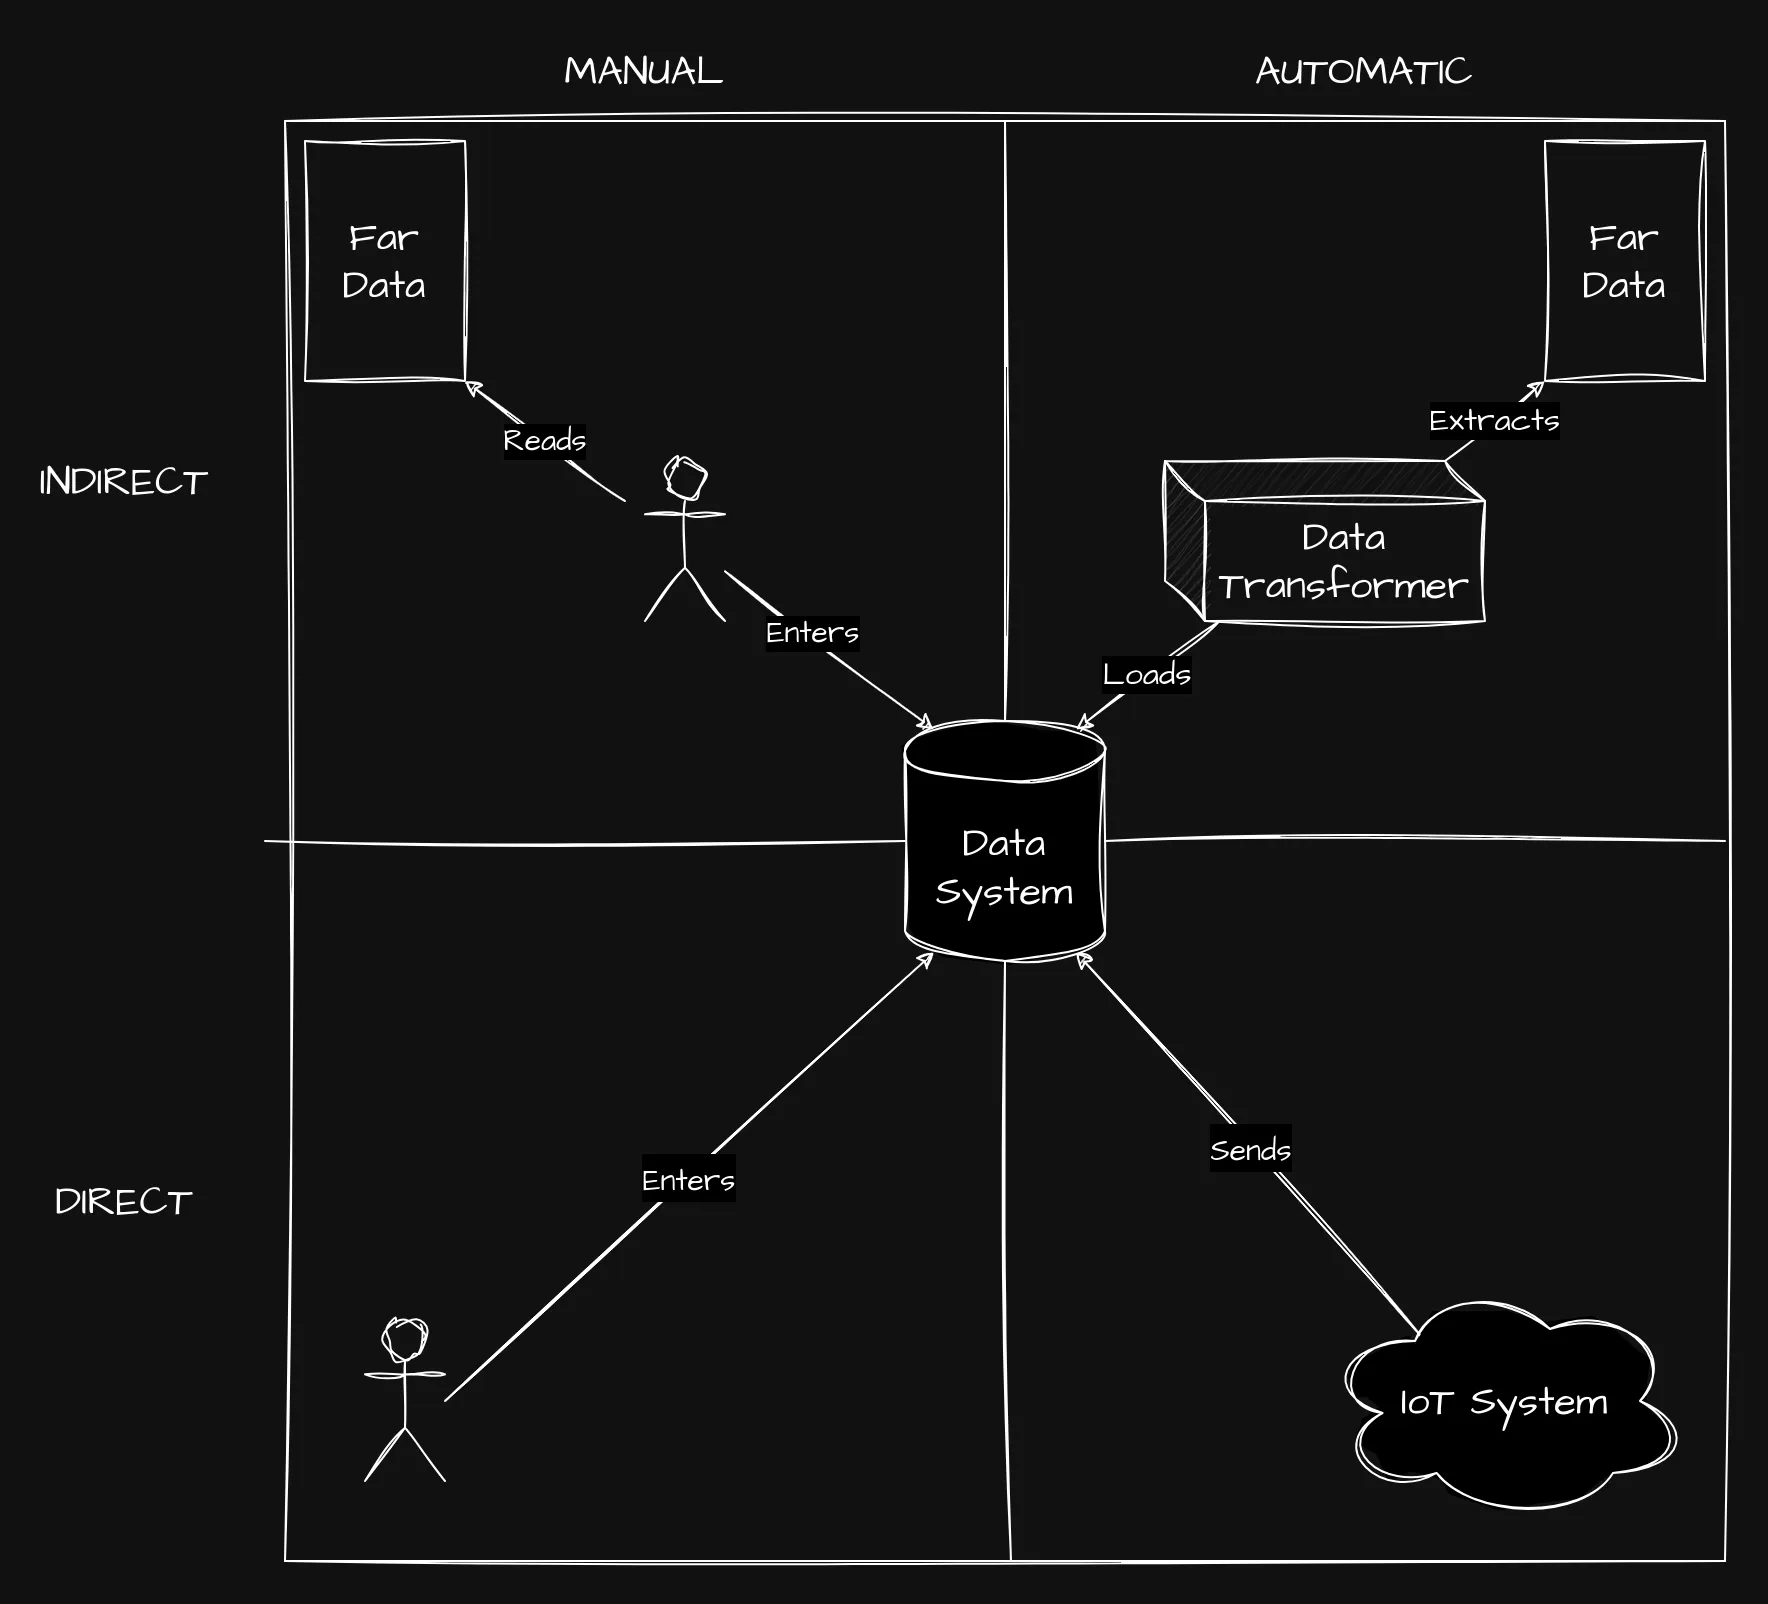 MANUAL
AUTOMATIC
Far
Data
Far
Data
Reads
Extracts
INDIRECT
Data
Transformer
Enters
Loads
Data
System
Enters
Sends
DIRECT
IoT System